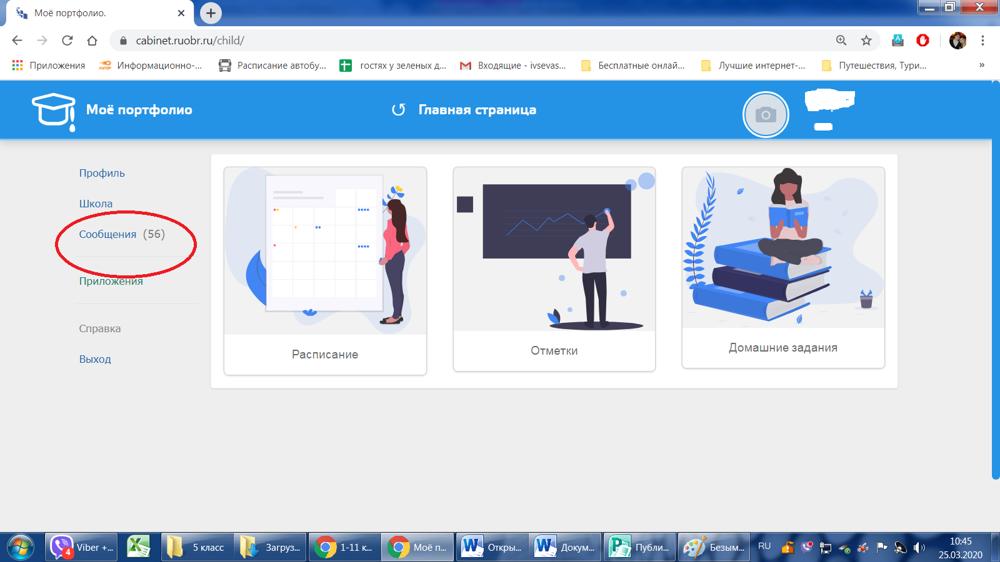 Моё портфолио.
cabinet.ruobr.ru/child/
Приложения
Информационно-...
Расписание автобу...
гостях у зеленых д...
Входящие - ivsevas...
Бесплатные онлай...
Лучшие интернет-...
Путешествия, Тури...
»
Моё портфолио
Главная страница
Профиль
Школа
Сообщения (56)
Приложения
Справка
Выход
Расписание
Отметки
Домашние задания
4
Viber +...
5 класс
Загруз...
1-11 к...
Моё п...
Откры...
Докум...
Публи...
Безым...
RU
10:45
25.03.2020